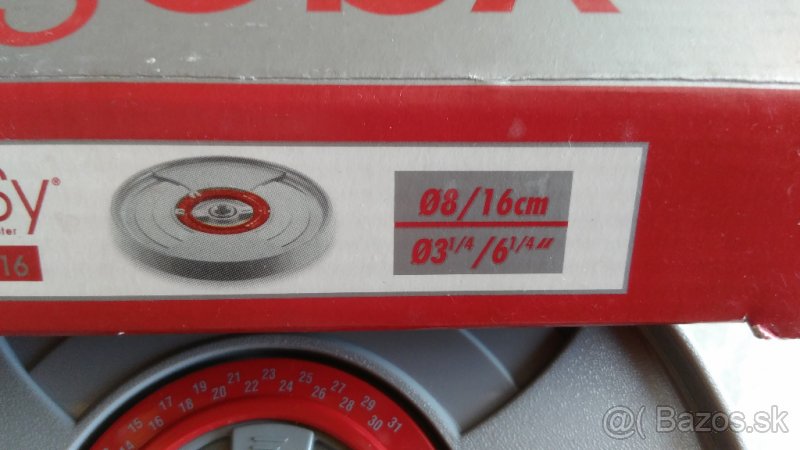 Sy®
16
Ø8/16cm
Ø3¹/⁴/6¹/⁴"
15 17 19 21 23 25 27 29 31
14 16 18 20 22 24 26 28 30
Bazos.sk